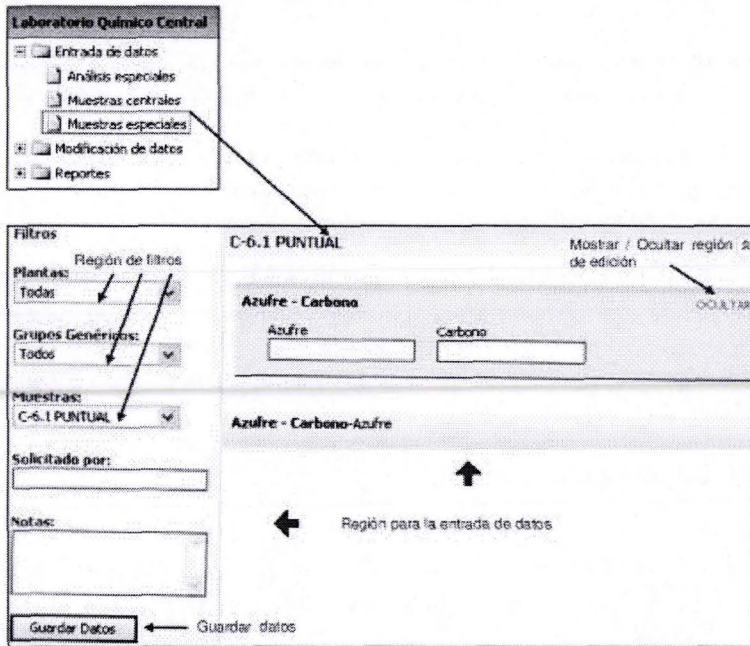 Laboratorio Químico Central
Entrada de datos
Análisis especiales
Muestras centrales
Muestras especiales
Modificación de datos
Reportes
Filtros
Región de filtros
Plantas:
Todas
Grupos Genéricos:
Todos
Muestras:
C-6.1 PUNTUAL
Solicitado por:
Notas:
Guardar Datos
Guardar datos
C-6.1 PUNTUAL
Mostrar / Ocultar región
de edición
Azufre - Carbono
OCULTAR
Azufre
Carbono
Azufre - Carbono-Azufre
Región para la entrada de datos